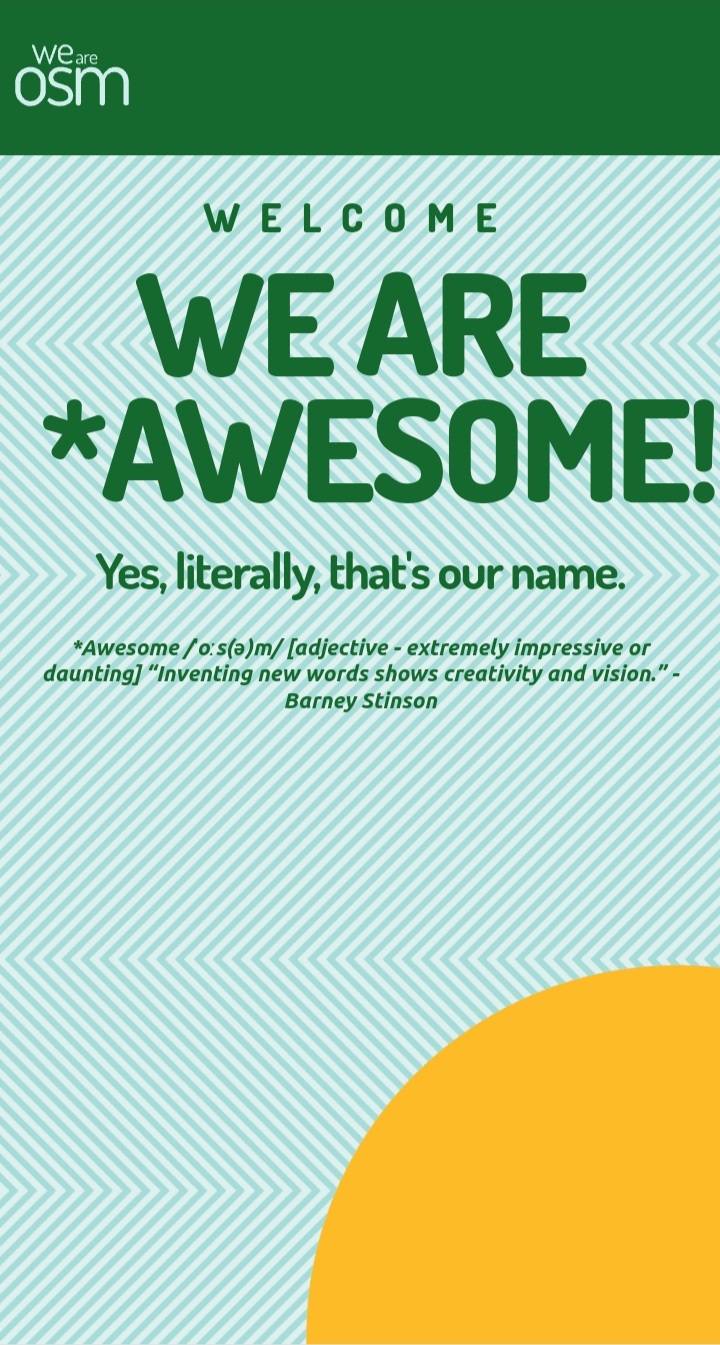 we are
osm
WELCOME
WE ARE
*AWESOME!
Yes, literally, that's our name.
*Awesome /ˈoːs(ə)m/ [adjective - extremely impressive or
daunting] “Inventing new words shows creativity and vision.” -
Barney Stinson